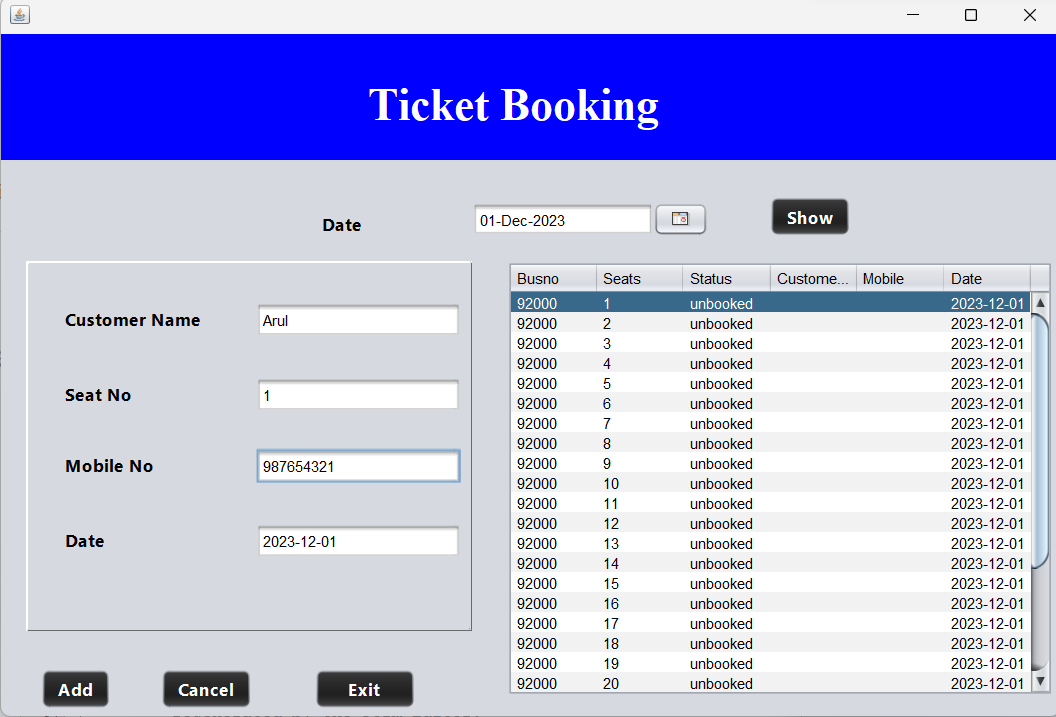 Ticket Booking
Date 01-Dec-2023 Show
Customer Name Arul
Seat No 1
Mobile No 987654321
Date 2023-12-01
Add Cancel Exit
Busno Seats Status Custome... Mobile Date
92000 1 unbooked 2023-12-01
92000 2 unbooked 2023-12-01
92000 3 unbooked 2023-12-01
92000 4 unbooked 2023-12-01
92000 5 unbooked 2023-12-01
92000 6 unbooked 2023-12-01
92000 7 unbooked 2023-12-01
92000 8 unbooked 2023-12-01
92000 9 unbooked 2023-12-01
92000 10 unbooked 2023-12-01
92000 11 unbooked 2023-12-01
92000 12 unbooked 2023-12-01
92000 13 unbooked 2023-12-01
92000 14 unbooked 2023-12-01
92000 15 unbooked 2023-12-01
92000 16 unbooked 2023-12-01
92000 17 unbooked 2023-12-01
92000 18 unbooked 2023-12-01
92000 19 unbooked 2023-12-01
92000 20 unbooked 2023-12-01